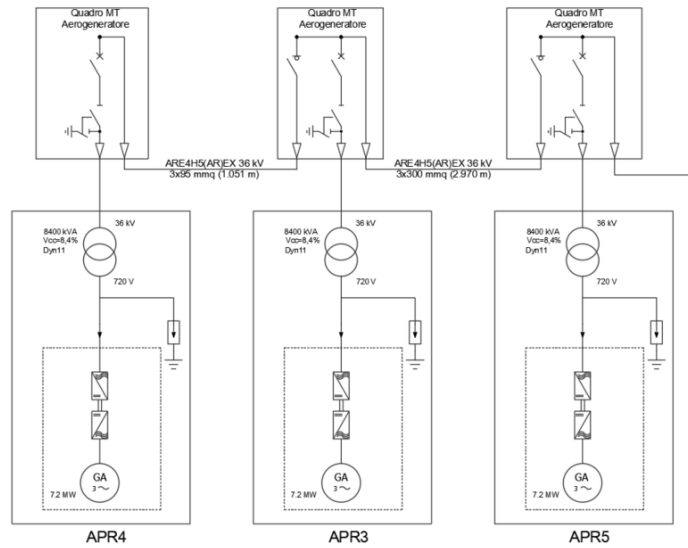 Quadro MT
Aerogeneratore
Quadro MT
Aerogeneratore
Quadro MT
Aerogeneratore
ARE4H5(AR)EX 36 kV
3x95 mmq (1.051 m)
ARE4H5(AR)EX 36 kV
3x300 mmq (2.970 m)
36 kV
8400 kVA
Vcc=8,4%
Dyn11
720 V
36 kV
8400 kVA
Vcc=8,4%
Dyn11
720 V
36 kV
8400 kVA
Vcc=8,4%
Dyn11
720 V
GA
3
7.2 MW
GA
3
7.2 MW
GA
3
7.2 MW
APR4
APR3
APR5